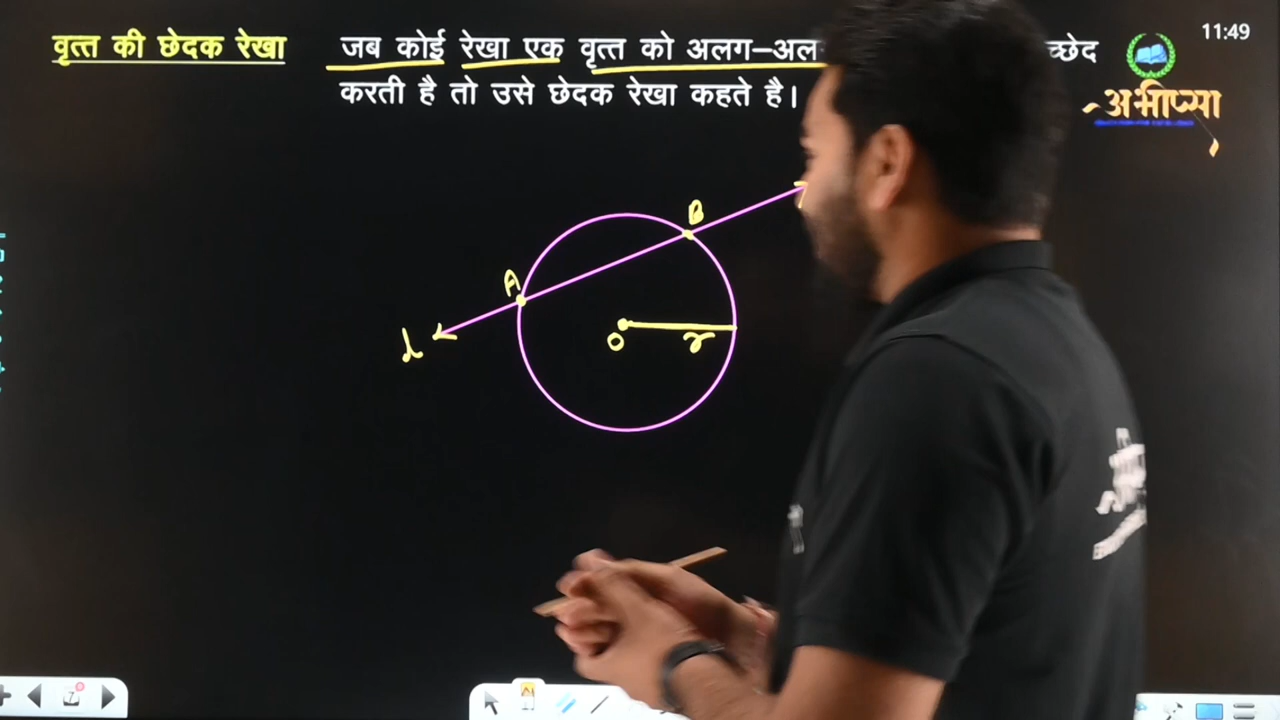 वृत्त की छेदक रेखा
जब कोई रेखा एक वृत्त को अलग-अल
च्छेद
करती है तो उसे छेदक रेखा कहते है।
11:49
अभीप्सा
B
A
l
O
r